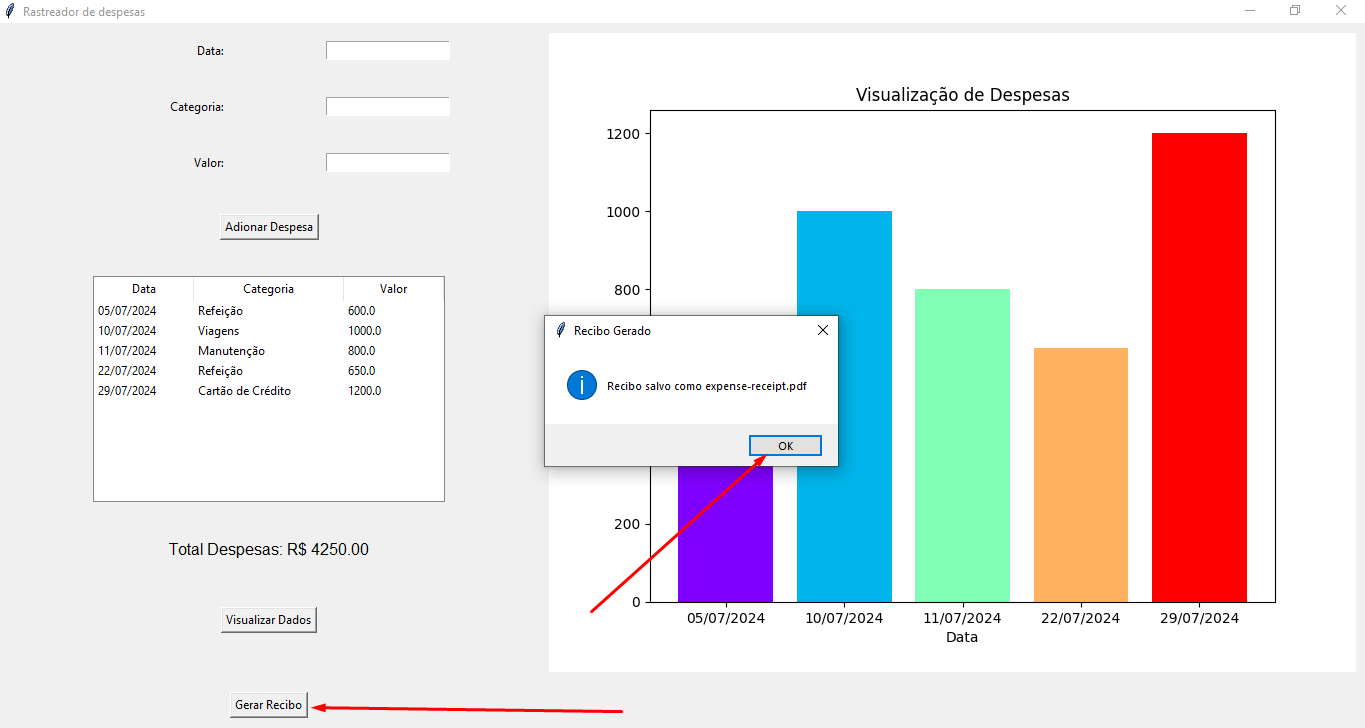 Rastreador de despesas
Data:
Categoria:
Valor:
Adionar Despesa
Data Categoria Valor
05/07/2024 Refeição 600.0
10/07/2024 Viagens 1000.0
11/07/2024 Manutenção 800.0
22/07/2024 Refeição 650.0
29/07/2024 Cartão de Crédito 1200.0
Total Despesas: R$ 4250.00
Visualizar Dados
Gerar Recibo
Visualização de Despesas
1200
1000
800
200
0
05/07/2024 10/07/2024 11/07/2024 22/07/2024 29/07/2024
Data
Recibo Gerado
Recibo salvo como expense-receipt.pdf
OK